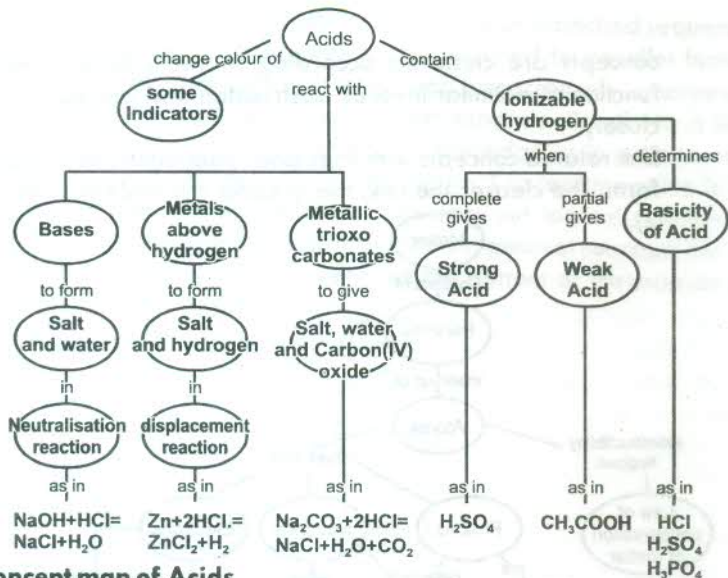 Acids
change colour of
react with
contain
some
Indicators
Ionizable
hydrogen
when
determines
Bases
Metals
above
hydrogen
Metallic
trioxo
carbonates
complete
gives
partial
gives
Basicity
of Acid
Strong
Acid
Weak
Acid
to form
to form
to give
Salt
and water
Salt
and hydrogen
Salt, water
and Carbon(IV)
oxide
in
in
Neutralisation
reaction
displacement
reaction
as in
as in
as in
as in
as in
as in
NaOH+HCl=
NaCl+H₂O
Zn+2HCl.=
ZnCl₂+H₂
Na₂CO₃+2HCl=
NaCl+H₂O+CO₂
H₂SO₄
CH₃COOH
HCl
H₂SO₄
H₃PO₄
concept map of Acids